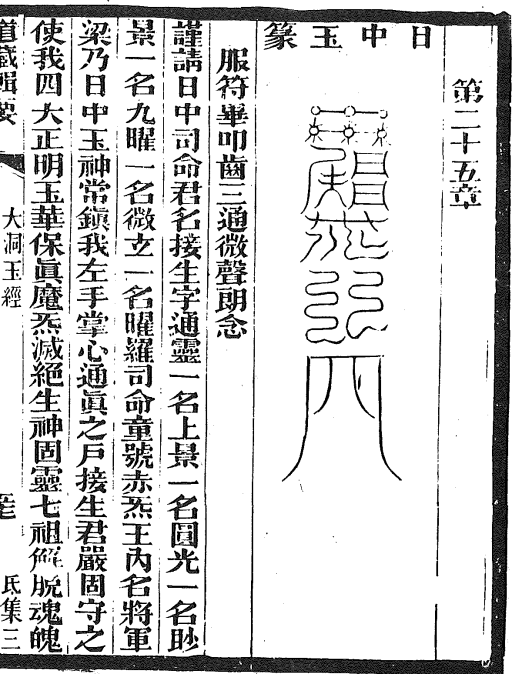 第二十五章
日中玉篆
服符畢叩齒三通微聲朗念
謹請日中司命君名接生字通靈一名上景一名圓光一名眇
景一名九曜一名微玄一名曜羅司命童號赤炁王内名將軍
梁乃日中玉神常鎮我左手掌心通眞之戸接生君嚴固守之
使我四大正明玉華保眞魔炁滅絕生神固靈七祖解脫魂魄
道藏輯要
大洞玉經
氐集三